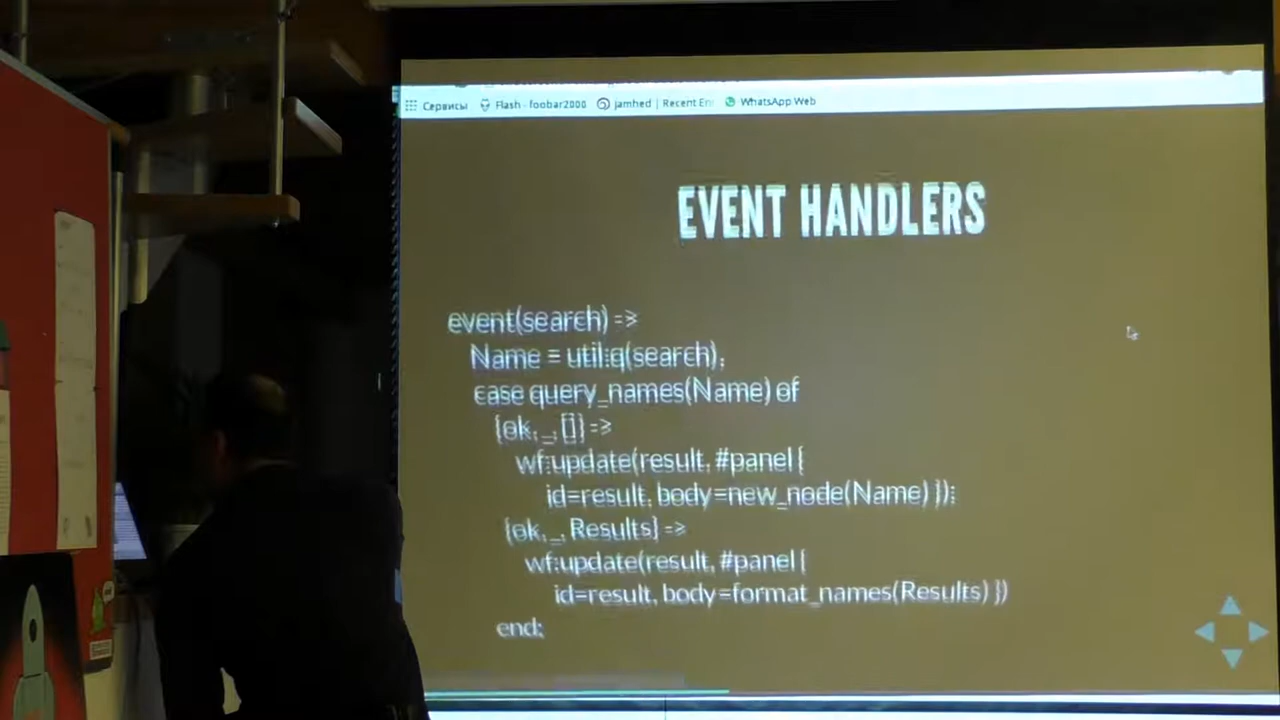 Сервисы Flash - foobar2000 jamhed | Recent En WhatsApp Web
EVENT HANDLERS
event(search) ->
Name = util:q(search),
case query_names(Name) of
{ok, _, []} ->
wf:update(result, #panel {
id=result, body=new_node(Name) });
{ok, _, Results} ->
wf:update(result, #panel {
id=result, body=format_names(Results) })
end;